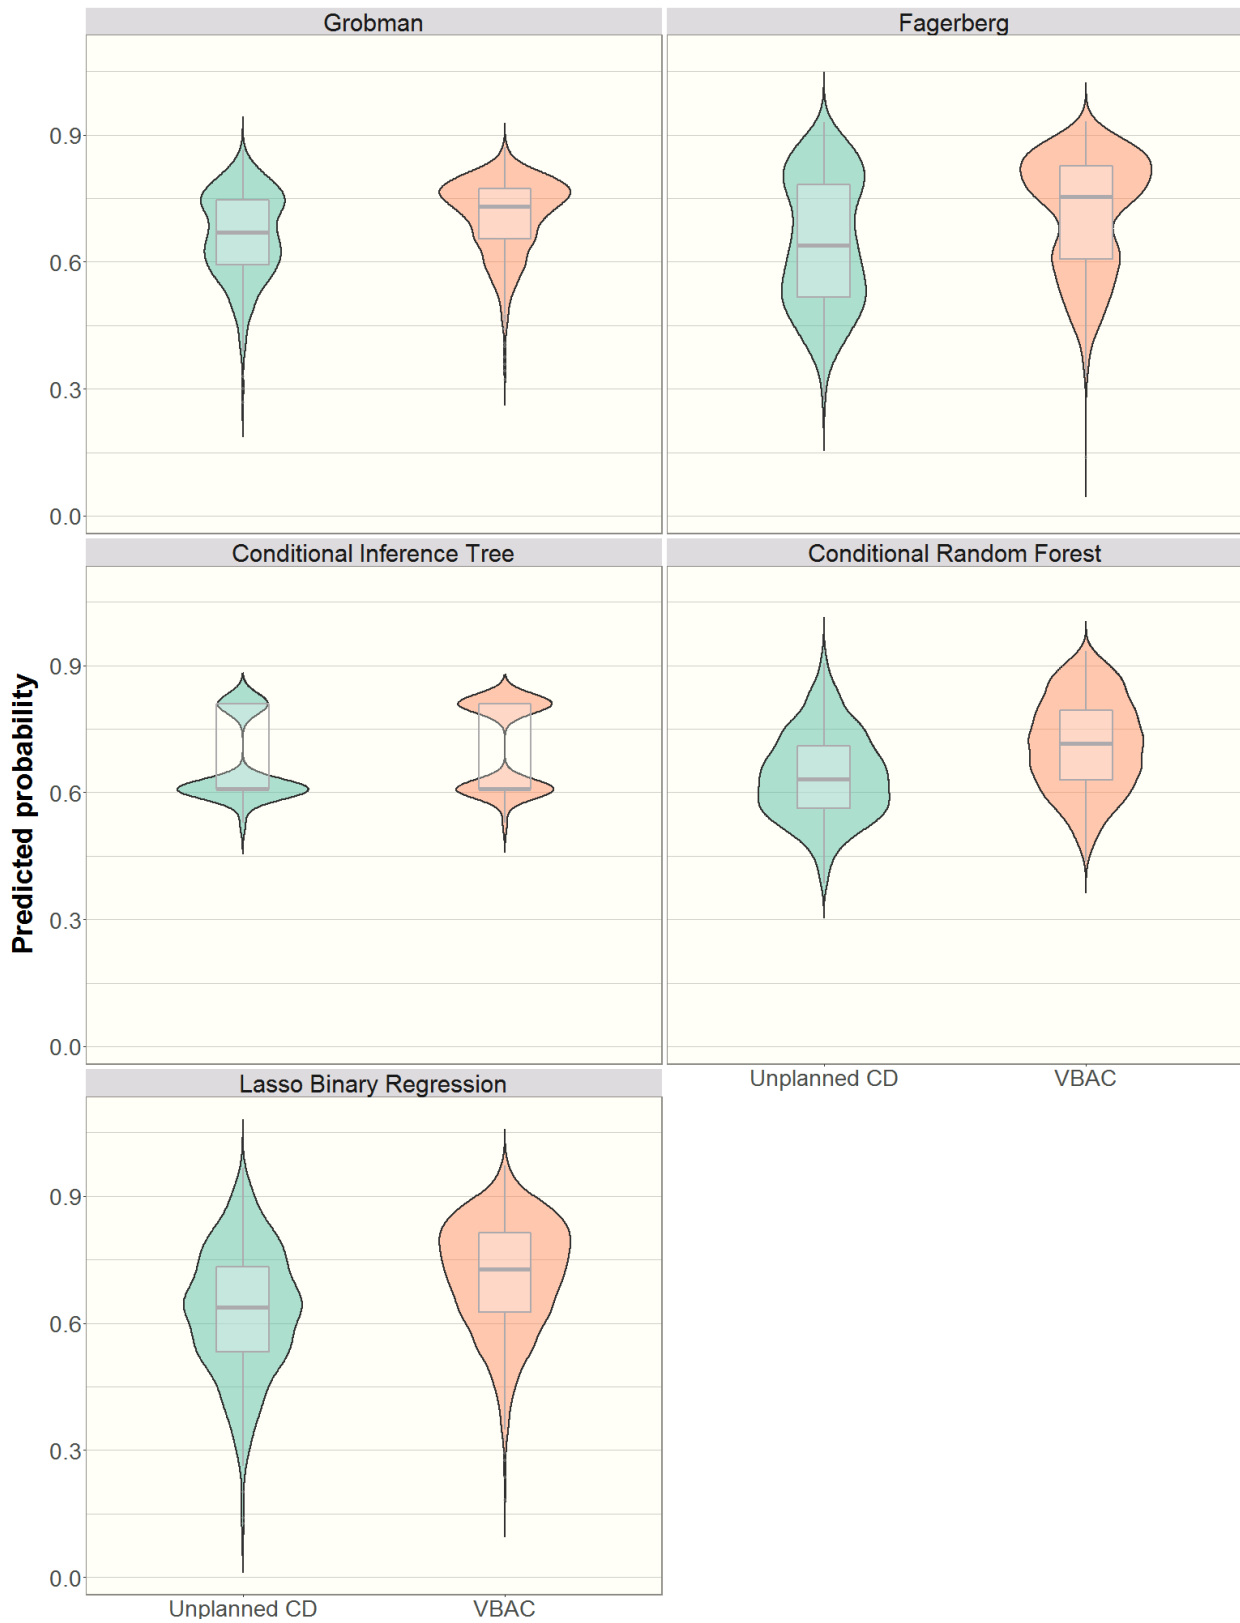 Grobman
Fagerberg
0.9
0.6
0.3
0.0
Conditional Inference Tree
Conditional Random Forest
Predicted probability
0.9
0.6
0.3
0.0
Unplanned CD
VBAC
Lasso Binary Regression
0.9
0.6
0.3
0.0
Unplanned CD
VBAC